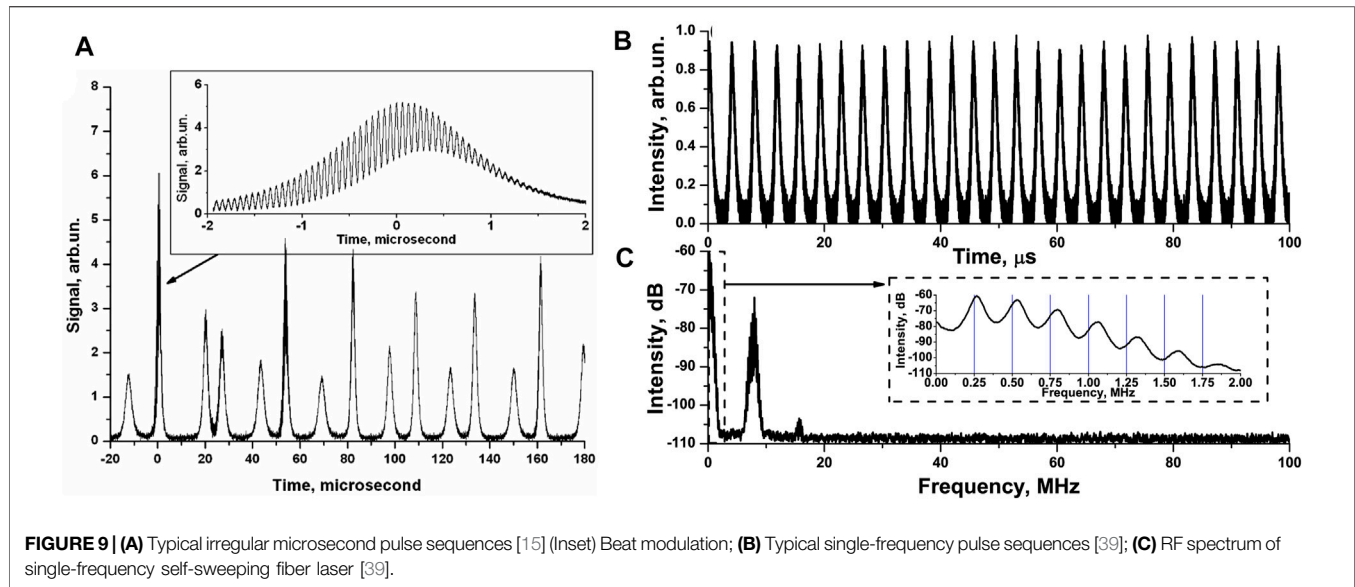 A
Signal, arb.un.
8
7
6
5
4
3
2
1
0
-20 0 20 40 60 80 100 120 140 160 180
Time, microsecond
Signal, arb.un.
6
4
2
0
-2 -1 0 1 2
Time, microsecond
B
Intensity, arb.un.
1.0
0.8
0.6
0.4
0.2
0.0
0 20 40 60 80 100
Time, μs
C
Intensity, dB
-60
-70
-80
-90
-100
-110
0 20 40 60 80 100
Frequency, MHz
Intensity, dB
-60
-70
-80
-90
-100
-110
0.00 0.25 0.50 0.75 1.00 1.25 1.50 1.75 2.00
Frequency, MHz
FIGURE 9 | (A) Typical irregular microsecond pulse sequences [15] (Inset) Beat modulation; (B) Typical single-frequency pulse sequences [39]; (C) RF spectrum of
single-frequency self-sweeping fiber laser [39].